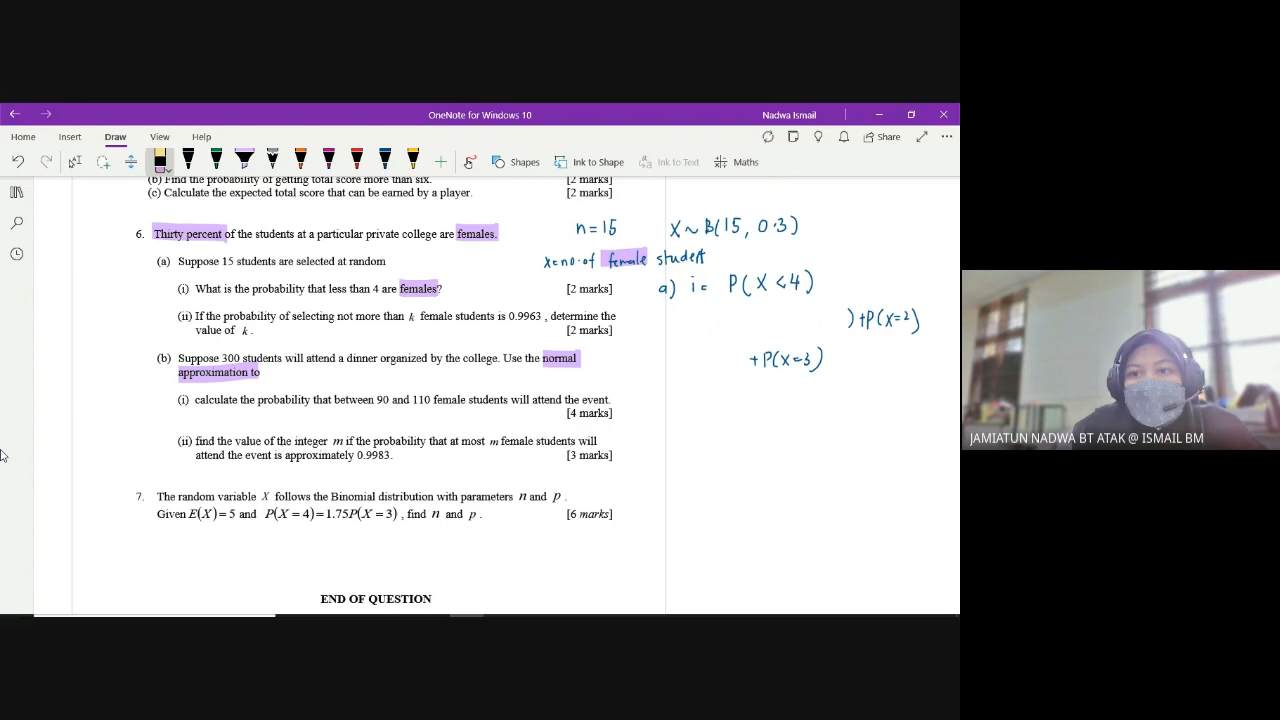 OneNote for Windows 10
Nadwa Ismail
Home Insert Draw View Help
Share
Shapes Ink to Shape Ink to Text Maths
(b) Find the probability of getting total score more than six. [2 marks]
(c) Calculate the expected total score that can be earned by a player. [2 marks]
6. Thirty percent of the students at a particular private college are females.
n = 15 X ~ B(15, 0.3)
(a) Suppose 15 students are selected at random
x = no. of female student
(i) What is the probability that less than 4 are females? [2 marks]
a) i = P(X < 4)
(ii) If the probability of selecting not more than k female students is 0.9963 , determine the
value of k . [2 marks]
) + P(X=2)
+ P(X=3)
(b) Suppose 300 students will attend a dinner organized by the college. Use the normal
approximation to
(i) calculate the probability that between 90 and 110 female students will attend the event.
[4 marks]
(ii) find the value of the integer m if the probability that at most m female students will
attend the event is approximately 0.9983. [3 marks]
7. The random variable X follows the Binomial distribution with parameters n and p .
Given E(X) = 5 and P(X = 4) = 1.75P(X = 3) , find n and p . [6 marks]
END OF QUESTION
JAMIATUN NADWA BT ATAK @ ISMAIL BM